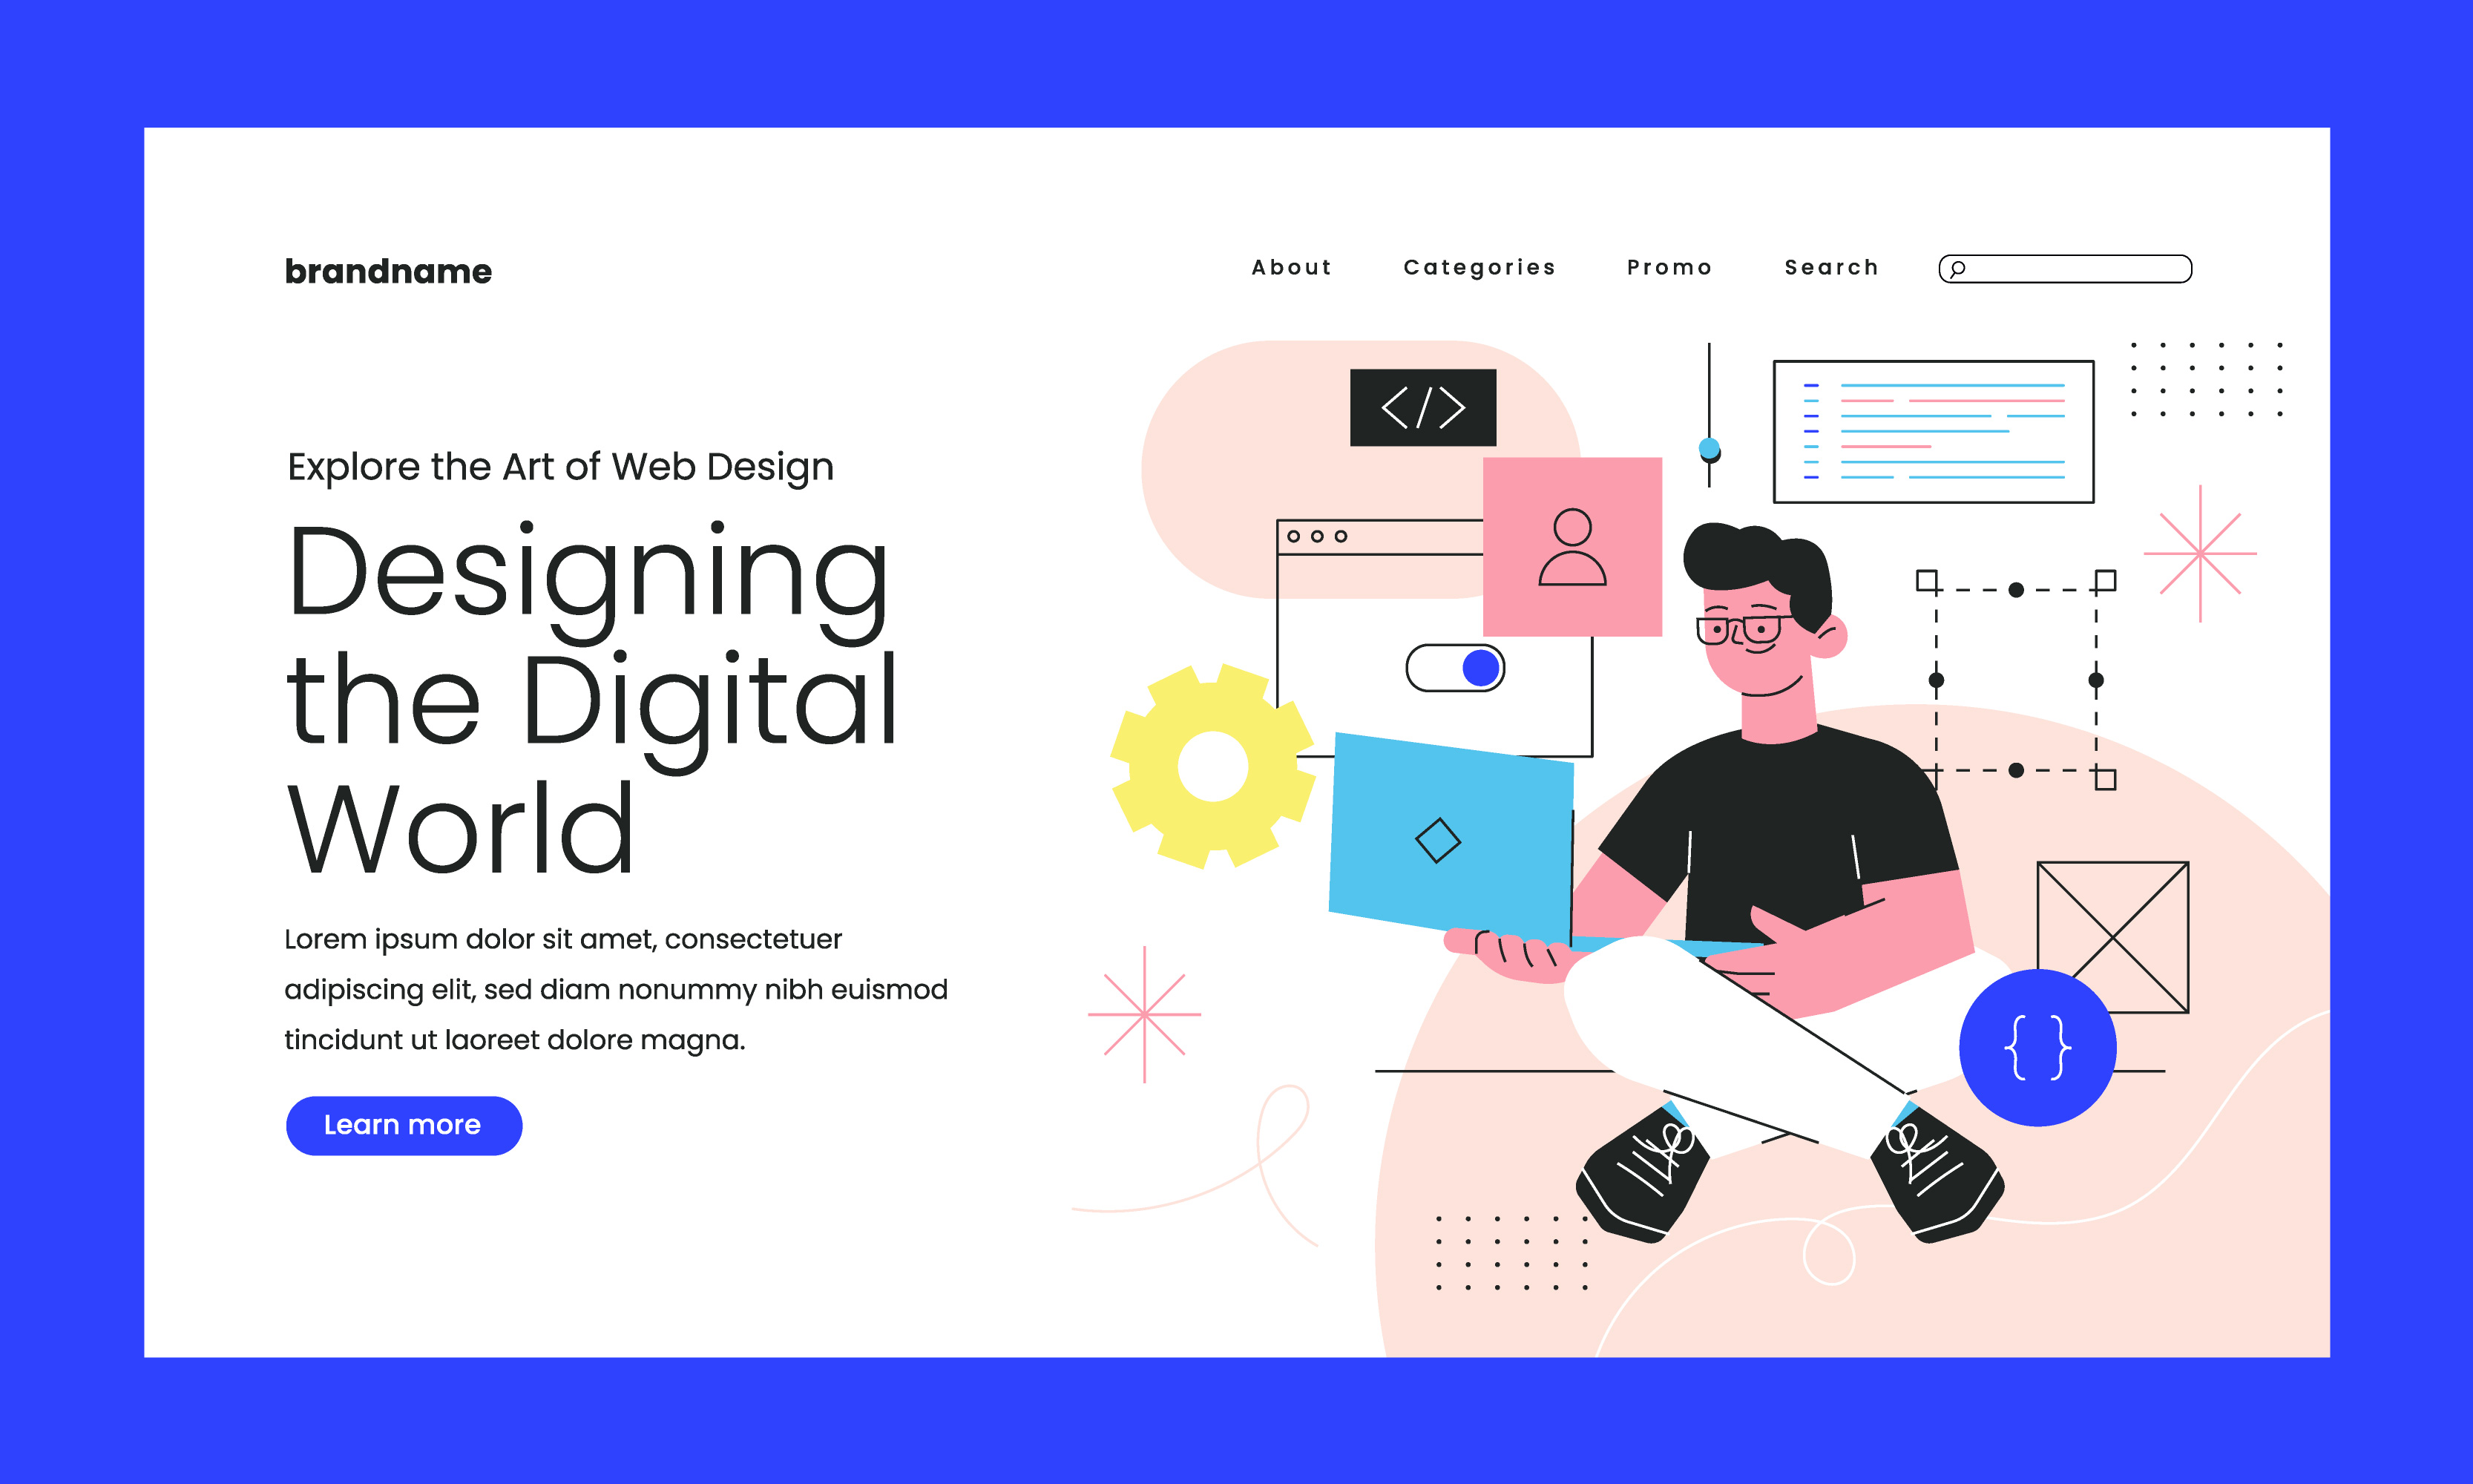 brandname
About Categories Promo Search
Explore the Art of Web Design
Designing
the Digital
World
Lorem ipsum dolor sit amet, consectetuer
adipiscing elit, sed diam nonummy nibh euismod
tincidunt ut laoreet dolore magna.
Learn more
</>
{ }